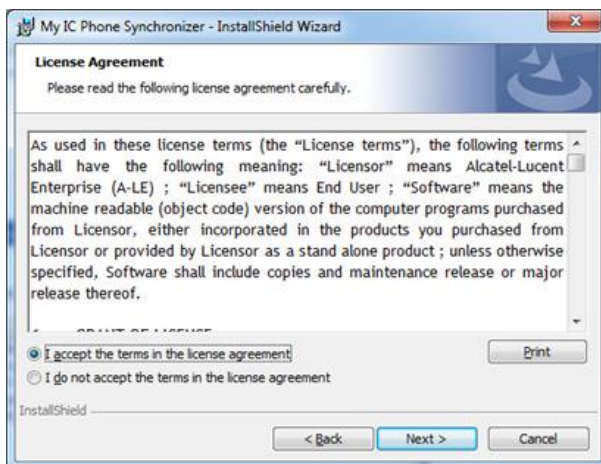 My IC Phone Synchronizer - InstallShield Wizard
License Agreement
Please read the following license agreement carefully.
As used in these license terms (the “License terms”), the following terms
shall have the following meaning: “Licensor” means Alcatel-Lucent
Enterprise (A-LE) ; “Licensee” means End User ; “Software” means the
machine readable (object code) version of the computer programs purchased
from Licensor, either incorporated in the products you purchased from
Licensor or provided by Licensor as a stand alone product ; unless otherwise
specified, Software shall include copies and maintenance release or major
release thereof.
GRANT OF LICENSE
I accept the terms in the license agreement
Print
I do not accept the terms in the license agreement
InstallShield
< Back
Next >
Cancel